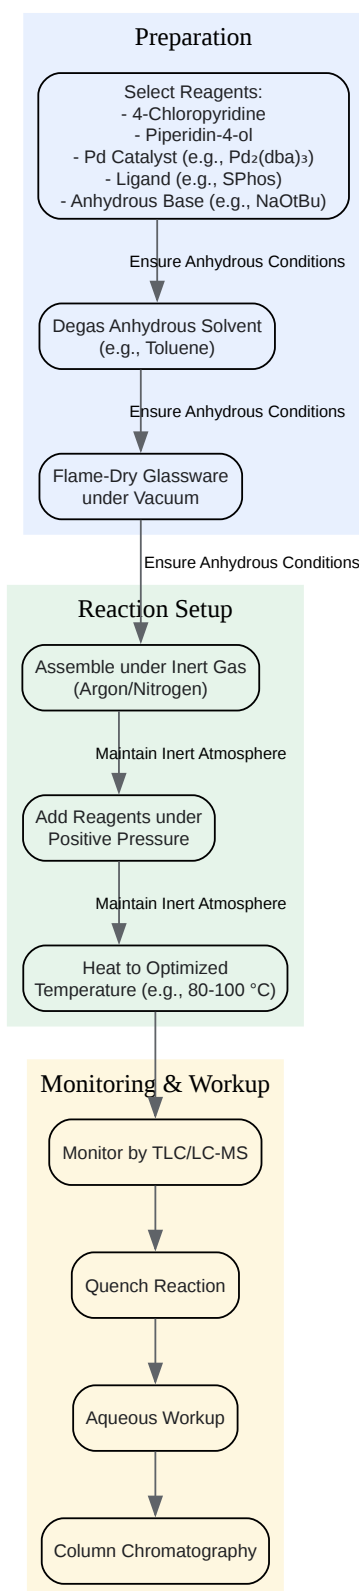 Preparation
Select Reagents:
- 4-Chloropyridine
- Piperidin-4-ol
- Pd Catalyst (e.g., Pd₂(dba)₃)
- Ligand (e.g., SPhos)
- Anhydrous Base (e.g., NaOtBu)
Ensure Anhydrous Conditions
Degas Anhydrous Solvent
(e.g., Toluene)
Ensure Anhydrous Conditions
Flame-Dry Glassware
under Vacuum
Ensure Anhydrous Conditions
Reaction Setup
Assemble under Inert Gas
(Argon/Nitrogen)
Maintain Inert Atmosphere
Add Reagents under
Positive Pressure
Maintain Inert Atmosphere
Heat to Optimized
Temperature (e.g., 80-100 °C)
Monitoring & Workup
Monitor by TLC/LC-MS
Quench Reaction
Aqueous Workup
Column Chromatography